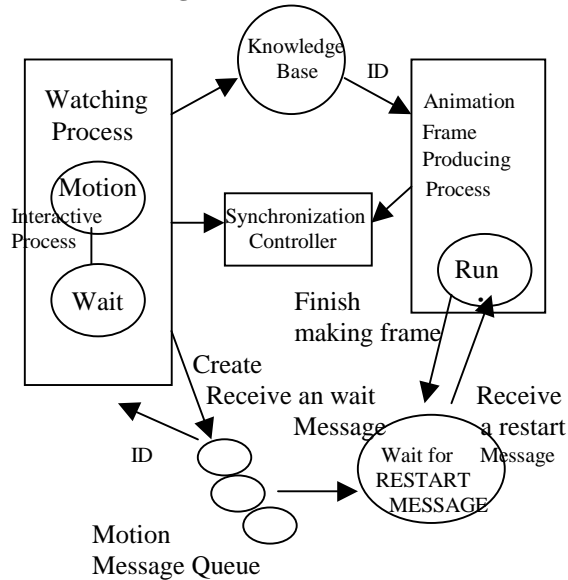 Knowledge
Base
ID
Watching
Process
Motion
Interactive
Process
Wait
Synchronization
Controller
Animation
Frame
Producing
Process
Run
Finish
making frame
Create
Receive an wait
Message
Receive
a restart
Message
Wait for
RESTART
MESSAGE
ID
Motion
Message Queue